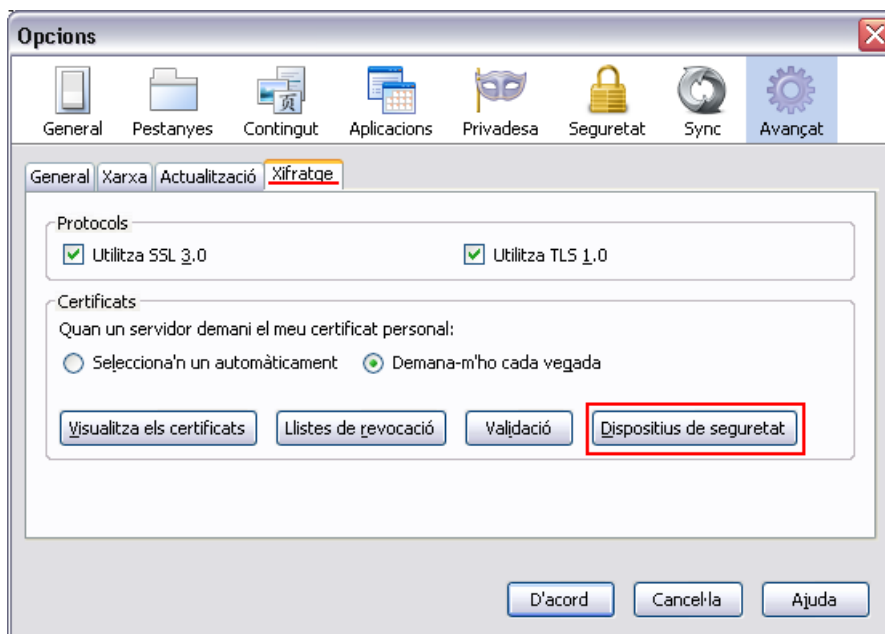 Opcions
General Pestanyes Contingut Aplicacions Privadesa Seguretat Sync Avançat
General Xarxa Actualització Xifratge
Protocols
Utilitza SSL 3.0 Utilitza TLS 1.0
Certificats
Quan un servidor demani el meu certificat personal:
Selecciona'n un automàticament Demana-m'ho cada vegada
Visualitza els certificats Llistes de revocació Validació Dispositius de seguretat
D'acord Cancel·la Ajuda